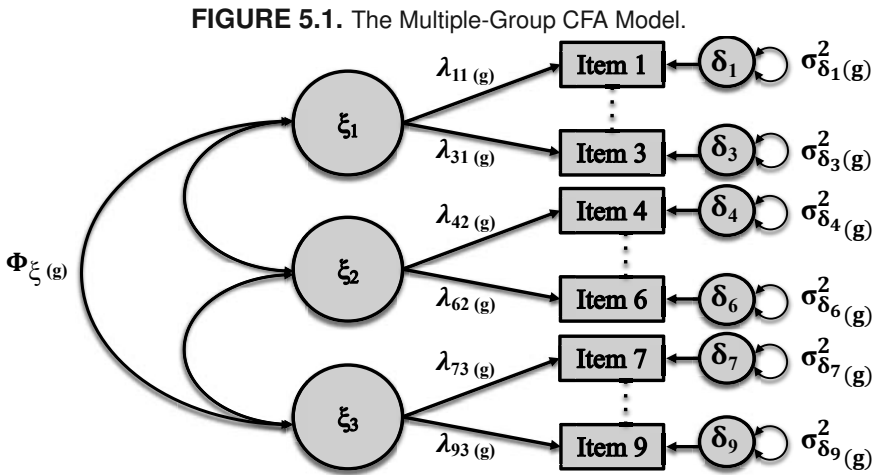 FIGURE 5.1. The Multiple-Group CFA Model.
λ11 (g)
Item 1
δ1
σ²δ1(g)
ξ1
λ31 (g)
Item 3
δ3
σ²δ3(g)
λ42 (g)
Item 4
δ4
σ²δ4(g)
Φξ (g)
ξ2
λ62 (g)
Item 6
δ6
σ²δ6(g)
λ73 (g)
Item 7
δ7
σ²δ7(g)
ξ3
λ93 (g)
Item 9
δ9
σ²δ9(g)